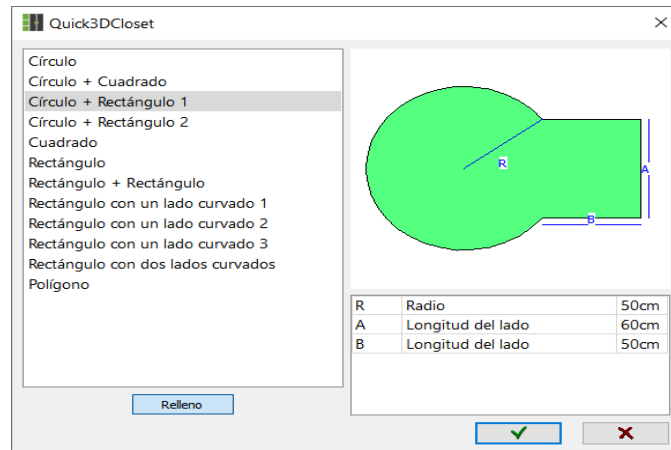 Quick3DCloset
Círculo
Círculo + Cuadrado
Círculo + Rectángulo 1
Círculo + Rectángulo 2
Cuadrado
Rectángulo
Rectángulo + Rectángulo
Rectángulo con un lado curvado 1
Rectángulo con un lado curvado 2
Rectángulo con un lado curvado 3
Rectángulo con dos lados curvados
Polígono
Relleno
R
A
B
R Radio 50cm
A Longitud del lado 60cm
B Longitud del lado 50cm